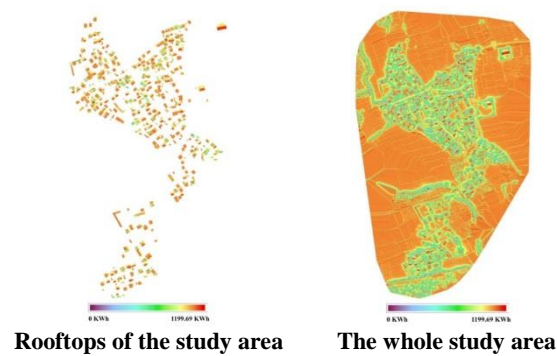 0 KWh 1199.69 KWh
0 KWh 1199.69 KWh
Rooftops of the study area
The whole study area